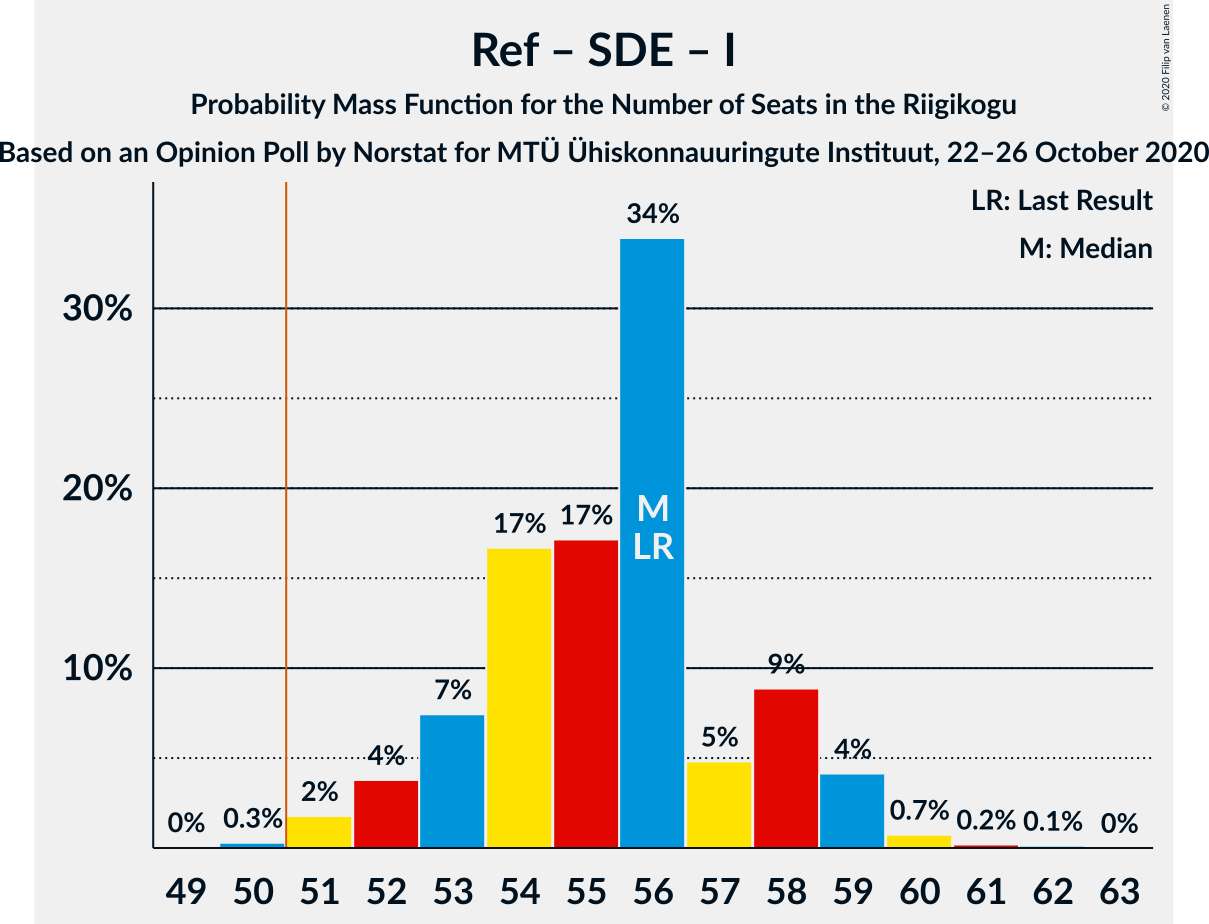 Ref – SDE – I
Probability Mass Function for the Number of Seats in the Riigikogu
Based on an Opinion Poll by Norstat for MTÜ Ühiskonnauuringute Instituut, 22–26 October 2020
© 2020 Filip van Laenen
LR: Last Result
M: Median
30%
20%
10%
0% 0.3% 2% 4% 7% 17% 17% 34% 5% 9% 4% 0.7% 0.2% 0.1% 0%
M
LR
49 50 51 52 53 54 55 56 57 58 59 60 61 62 63